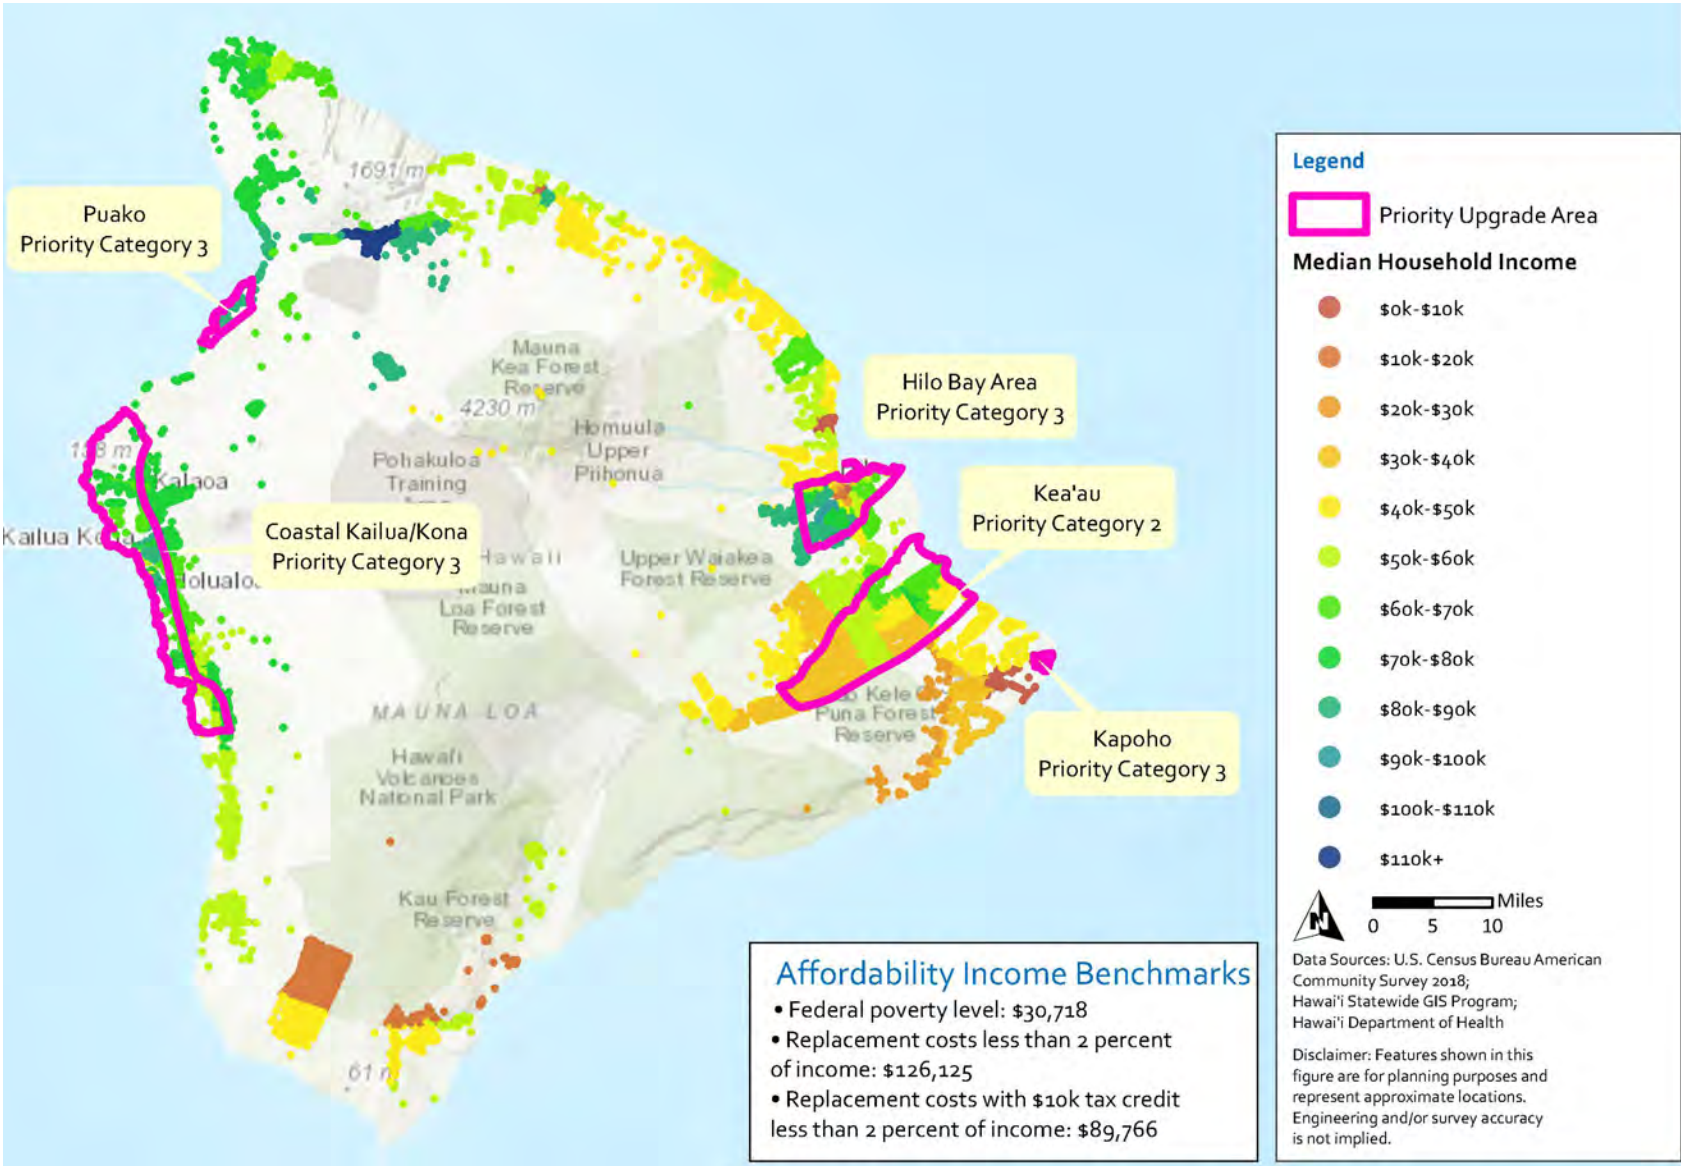 1691 m
Puako
Priority Category 3
Mauna
Kea Forest
Reserve
4230 m
Hilo Bay Area
Priority Category 3
Homuula
Upper
Piihonua
Pohakuloa
Training
Kalaoa
Kea'au
Priority Category 2
Coastal Kailua/Kona
Priority Category 3
Kailua
Hawaii
Upper Waiakea
Forest Reserve
Mauna
Loa Forest
Reserve
MAUNA LOA
Kele
Puna Forest
Reserve
Kapoho
Priority Category 3
Hawaii
Volcanoes
National Park
Kau Forest
Reserve
61
Affordability Income Benchmarks
• Federal poverty level: $30,718
• Replacement costs less than 2 percent
of income: $126,125
• Replacement costs with $10k tax credit
less than 2 percent of income: $89,766
Legend
Priority Upgrade Area
Median Household Income
$0k-$10k
$10k-$20k
$20k-$30k
$30k-$40k
$40k-$50k
$50k-$60k
$60k-$70k
$70k-$80k
$80k-$90k
$90k-$100k
$100k-$110k
$110k+
N
Miles
0 5 10
Data Sources: U.S. Census Bureau American
Community Survey 2018;
Hawai'i Statewide GIS Program;
Hawai'i Department of Health
Disclaimer: Features shown in this
figure are for planning purposes and
represent approximate locations.
Engineering and/or survey accuracy
is not implied.